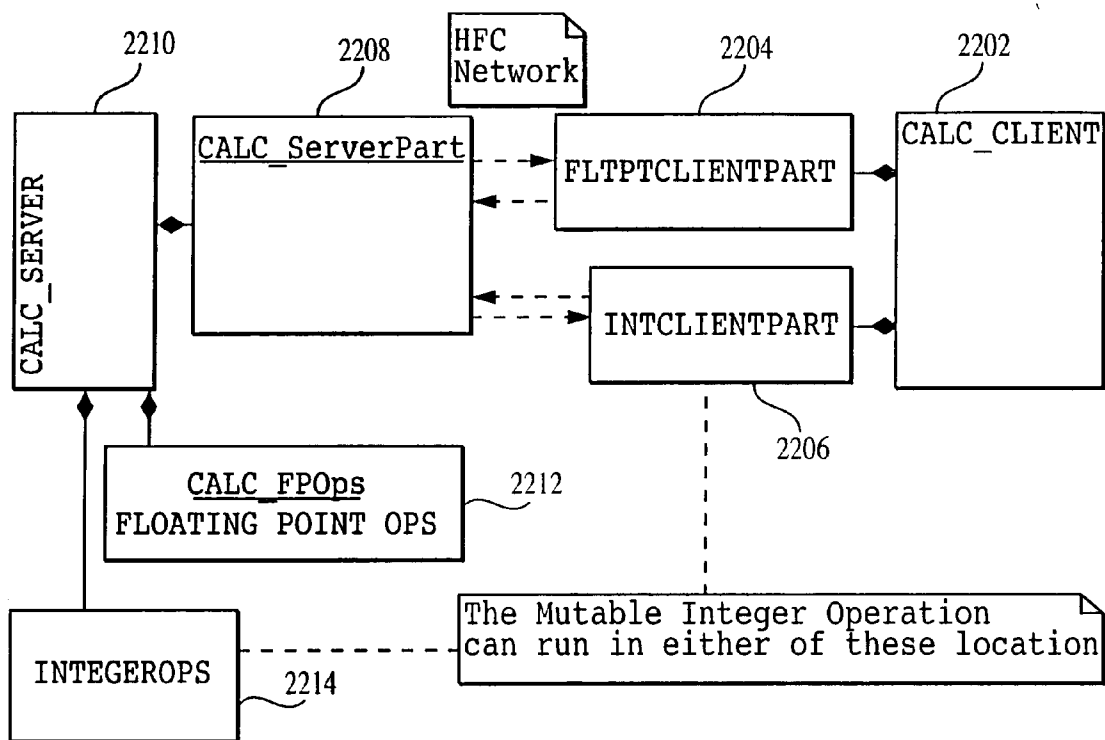 2210
2208
HFC
Network
2204
2202
CALC_SERVER
CALC_ServerPart
FLTPTCLIENTPART
CALC_CLIENT
INTCLIENTPART
2206
CALC_FPOps
FLOATING POINT OPS
2212
The Mutable Integer Operation
can run in either of these location
INTEGEROPS
2214